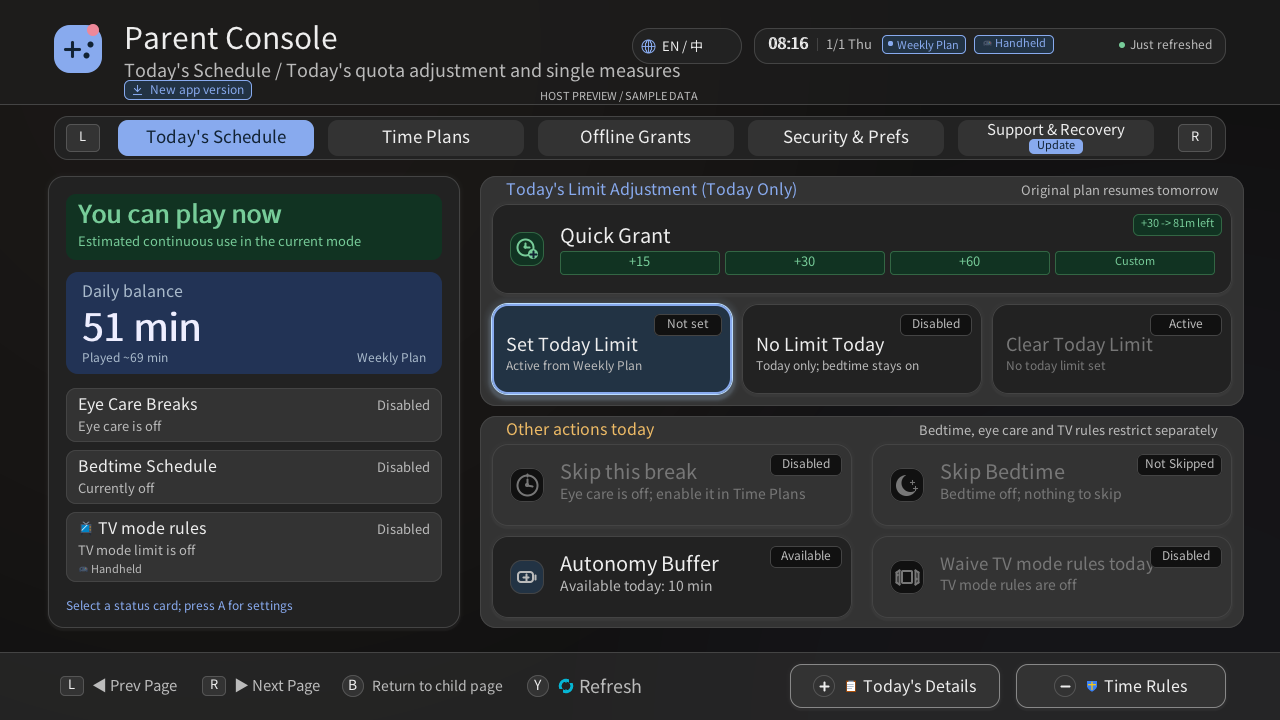 Parent Console
Today's Schedule / Today's quota adjustment and single measures
New app version
EN / 中
08:16 1/1 Thu Weekly Plan Handheld Just refreshed
HOST PREVIEW / SAMPLE DATA
L Today's Schedule Time Plans Offline Grants Security & Prefs Support & Recovery R
Update
You can play now
Estimated continuous use in the current mode
Daily balance
51 min
Played ~69 min Weekly Plan
Eye Care Breaks Disabled
Eye care is off
Bedtime Schedule Disabled
Currently off
TV mode rules Disabled
TV mode limit is off
Handheld
Select a status card; press A for settings
Today's Limit Adjustment (Today Only) Original plan resumes tomorrow
+30 -> 81m left
Quick Grant
+15 +30 +60 Custom
Not set
Set Today Limit
Active from Weekly Plan
Disabled
No Limit Today
Today only; bedtime stays on
Active
Clear Today Limit
No today limit set
Other actions today Bedtime, eye care and TV rules restrict separately
Skip this break Disabled
Eye care is off; enable it in Time Plans
Skip Bedtime Not Skipped
Bedtime off; nothing to skip
Autonomy Buffer Available
Available today: 10 min
Waive TV mode rules today Disabled
TV mode rules are off
L ◀ Prev Page R ▶ Next Page B Return to child page Y Refresh + Today's Details − Time Rules